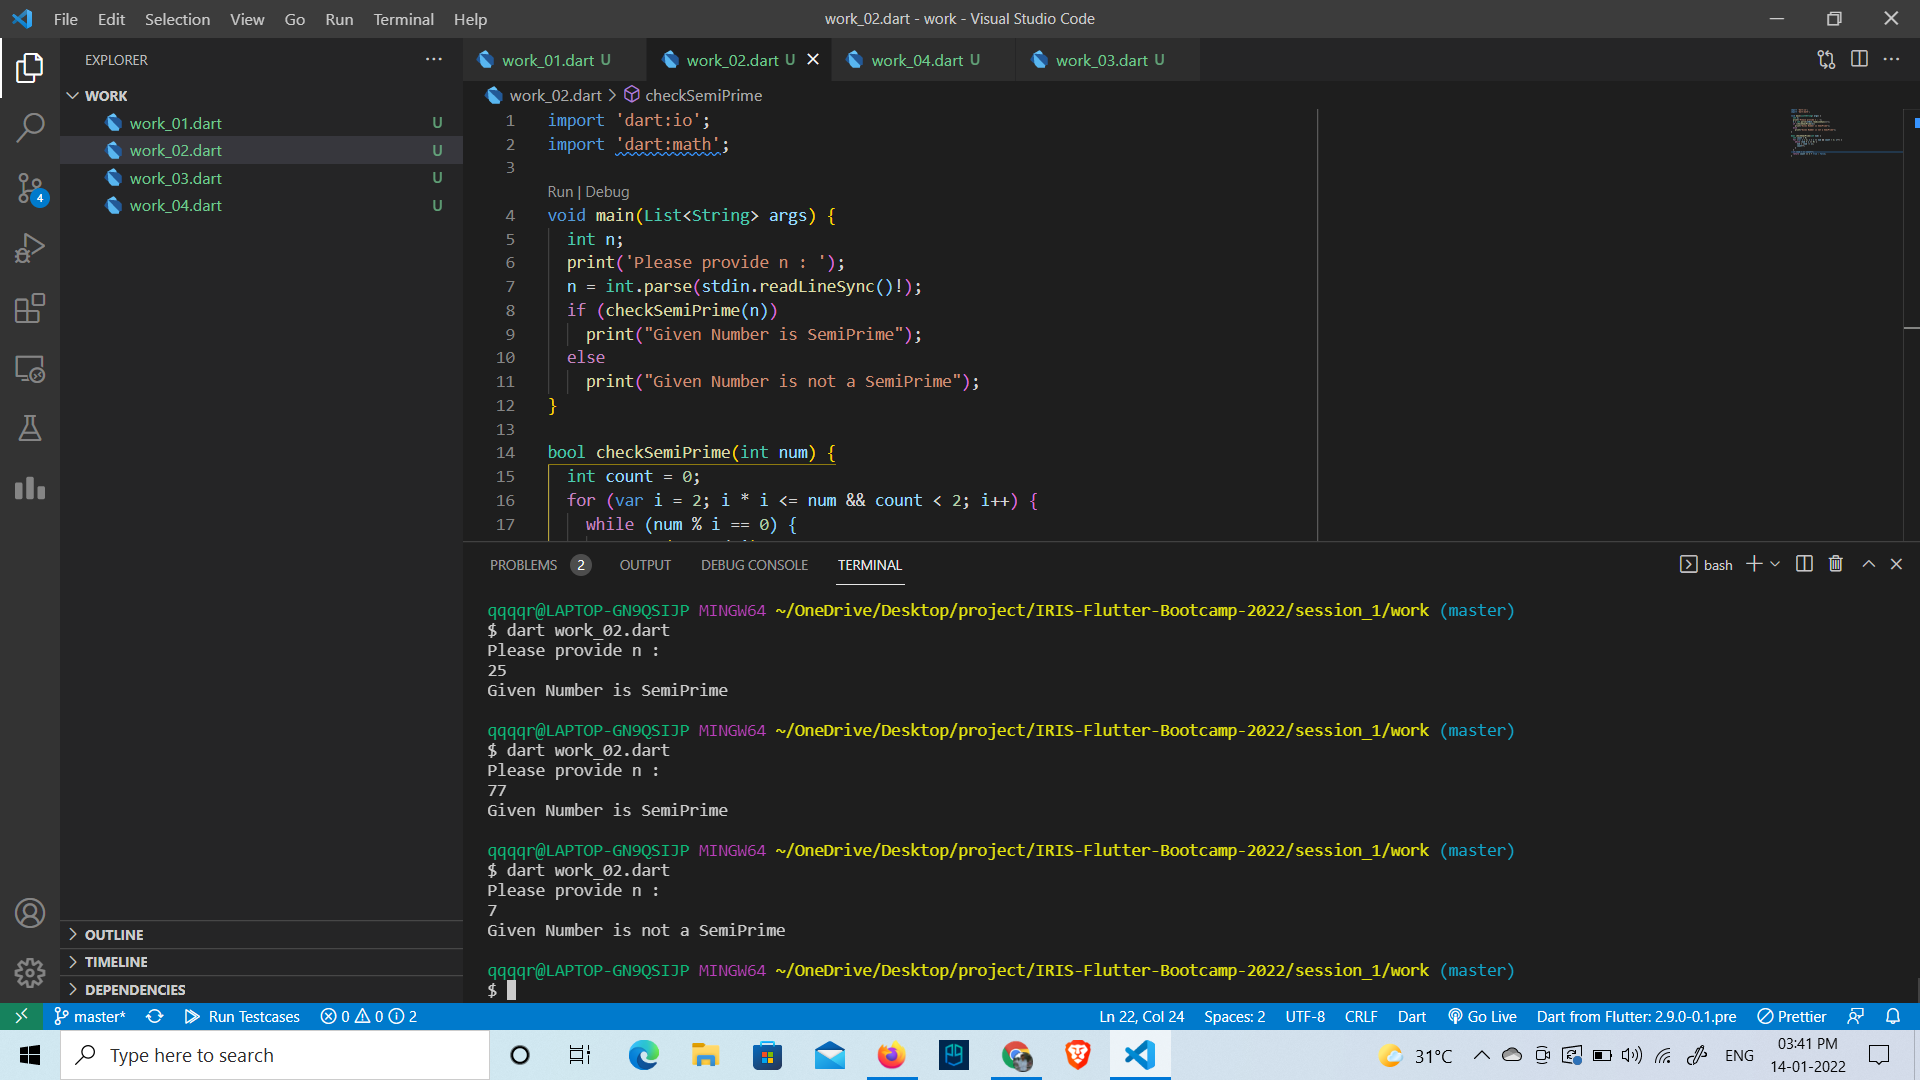 File Edit Selection View Go Run Terminal Help
work_02.dart - work - Visual Studio Code
EXPLORER
WORK
work_01.dart U
work_02.dart U
work_03.dart U
work_04.dart U
4
OUTLINE
TIMELINE
DEPENDENCIES
work_01.dart U work_02.dart U work_04.dart U work_03.dart U
work_02.dart checkSemiPrime
1 import 'dart:io';
2 import 'dart:math';
3
Run | Debug
4 void main(List<String> args) {
5 int n;
6 print('Please provide n : ');
7 n = int.parse(stdin.readLineSync()!);
8 if (checkSemiPrime(n))
9 print("Given Number is SemiPrime");
10 else
11 print("Given Number is not a SemiPrime");
12 }
13
14 bool checkSemiPrime(int num) {
15 int count = 0;
16 for (var i = 2; i * i <= num && count < 2; i++) {
17 while (num % i == 0) {
PROBLEMS 2 OUTPUT DEBUG CONSOLE TERMINAL
bash
qqqqr@LAPTOP-GN9QSIJP MINGW64 ~/OneDrive/Desktop/project/IRIS-Flutter-Bootcamp-2022/session_1/work (master)
$ dart work_02.dart
Please provide n :
25
Given Number is SemiPrime
qqqqr@LAPTOP-GN9QSIJP MINGW64 ~/OneDrive/Desktop/project/IRIS-Flutter-Bootcamp-2022/session_1/work (master)
$ dart work_02.dart
Please provide n :
77
Given Number is SemiPrime
qqqqr@LAPTOP-GN9QSIJP MINGW64 ~/OneDrive/Desktop/project/IRIS-Flutter-Bootcamp-2022/session_1/work (master)
$ dart work_02.dart
Please provide n :
7
Given Number is not a SemiPrime
qqqqr@LAPTOP-GN9QSIJP MINGW64 ~/OneDrive/Desktop/project/IRIS-Flutter-Bootcamp-2022/session_1/work (master)
$
master* Run Testcases 0 0 2
Ln 22, Col 24 Spaces: 2 UTF-8 CRLF Dart Go Live Dart from Flutter: 2.9.0-0.1.pre Prettier
Type here to search
31°C
ENG
03:41 PM
14-01-2022